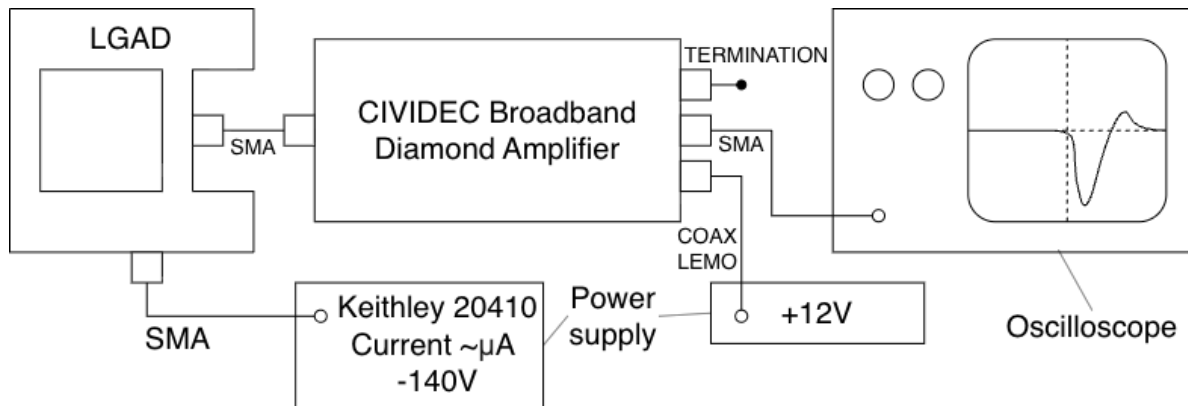 LGAD
SMA
CIVIDEC Broadband
Diamond Amplifier
TERMINATION
SMA
COAX
LEMO
SMA
Keithley 20410
Current ~μA
-140V
Power
supply
+12V
Oscilloscope